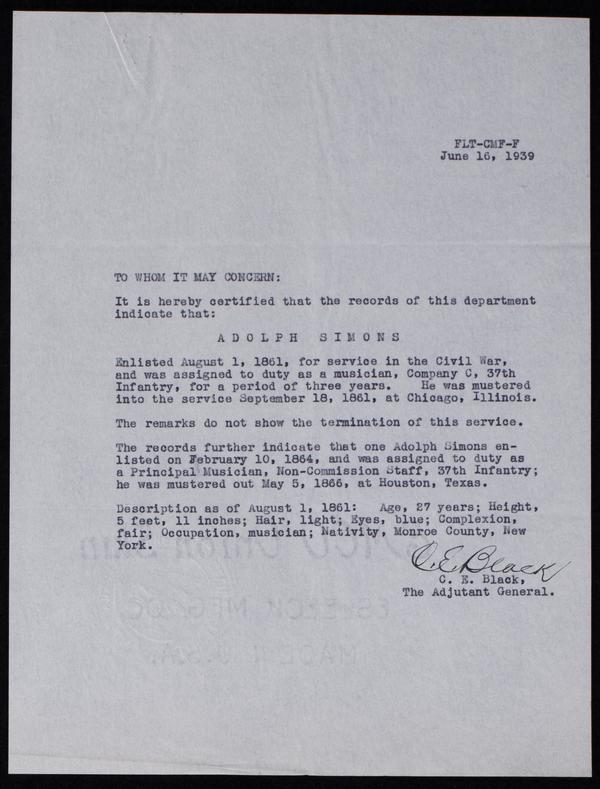 FLT-CMF-F
June 16, 1939
TO WHOM IT MAY CONCERN:
It is hereby certified that the records of this department
indicate that:
ADOLPH SIMONS
Enlisted August 1, 1861, for service in the Civil War,
and was assigned to duty as a musician, Company C, 37th
Infantry, for a period of three years. He was mustered
into the service September 18, 1861, at Chicago, Illinois.
The remarks do not show the termination of this service.
The records further indicate that one Adolph Simons en-
listed on February 10, 1864, and was assigned to duty as
a Principal Musician, Non-Commission Staff, 37th Infantry;
he was mustered out May 5, 1866, at Houston, Texas.
Description as of August 1, 1861: Age, 27 years; Height,
5 feet, 11 inches; Hair, light; Eyes, blue; Complexion,
fair; Occupation, musician; Nativity, Monroe County, New
York.
C. E. Black
C. E. Black,
The Adjutant General.